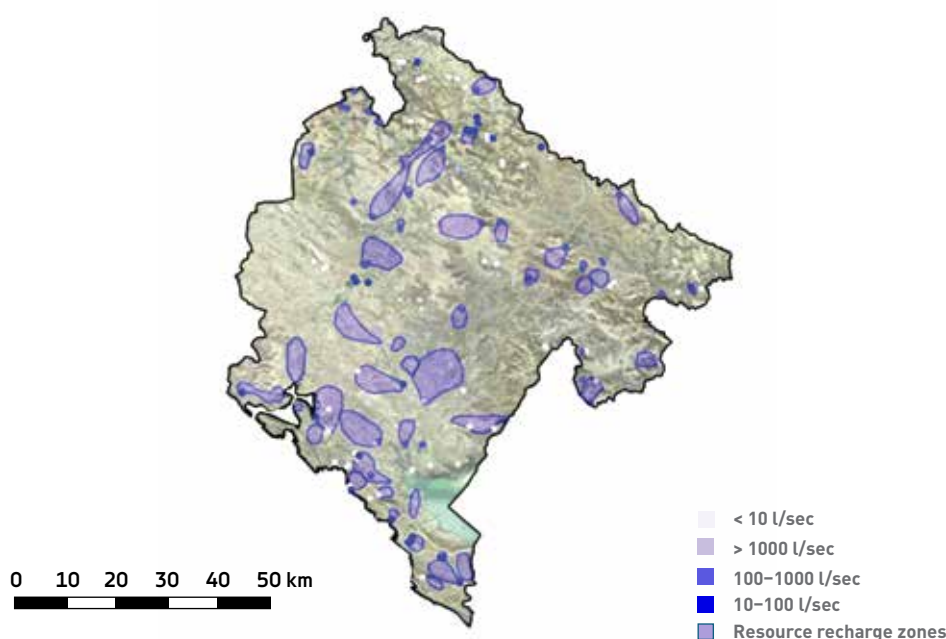 < 10 l/sec
> 1000 l/sec
100–1000 l/sec
10–100 l/sec
0 10 20 30 40 50 km
Resource recharge zones